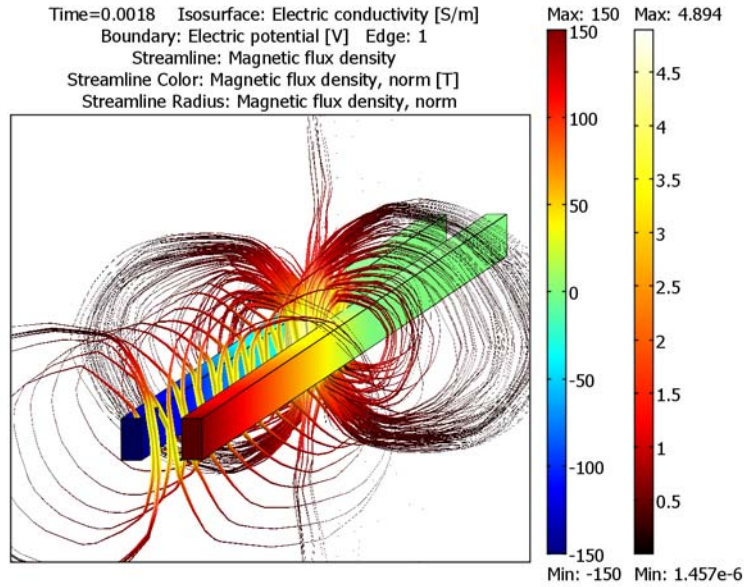 Time=0.0018 Isosurface: Electric conductivity [S/m]
Boundary: Electric potential [V] Edge: 1
Streamline: Magnetic flux density
Streamline Color: Magnetic flux density, norm [T]
Streamline Radius: Magnetic flux density, norm
Max: 150
150
100
50
0
-50
-100
-150
Min: -150
Max: 4.894
4.5
4
3.5
3
2.5
2
1.5
1
0.5
Min: 1.457e-6